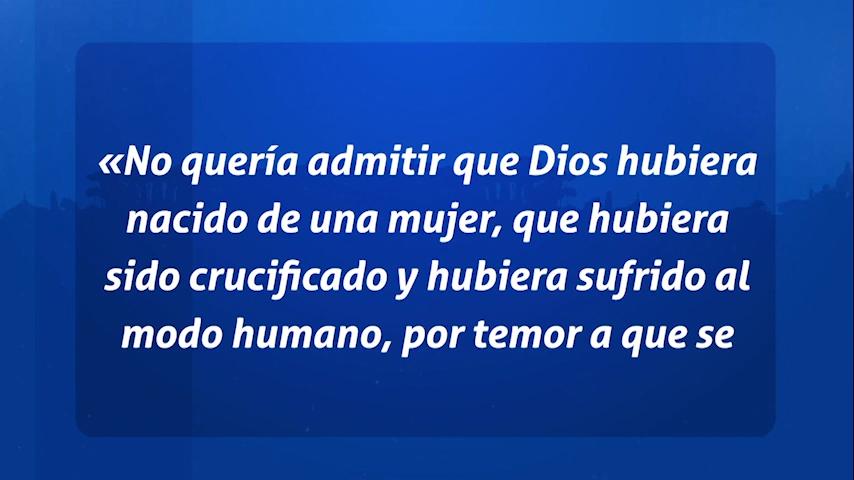 «No quería admitir que Dios hubiera
nacido de una mujer, que hubiera
sido crucificado y hubiera sufrido al
modo humano, por temor a que se